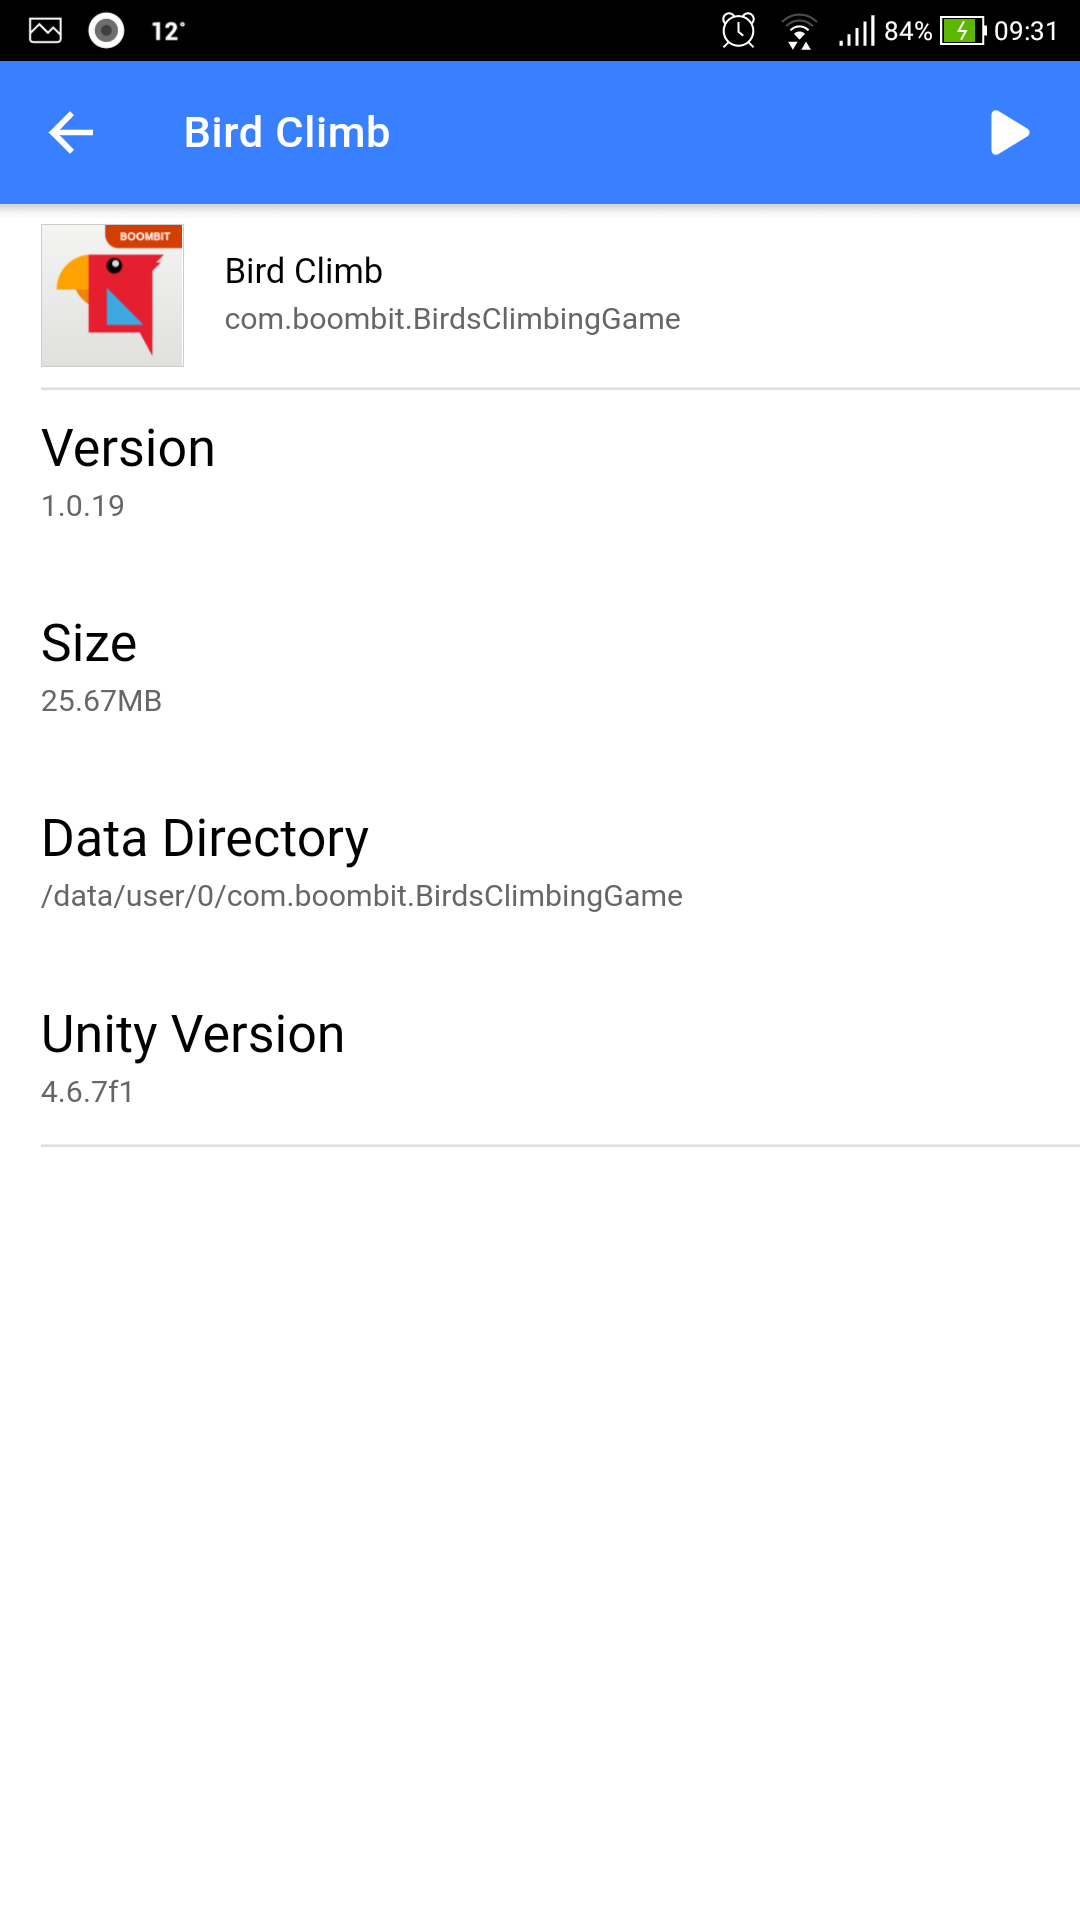 12° 84% 09:31
Bird Climb
BOOMBIT
Bird Climb
com.boombit.BirdsClimbingGame
Version
1.0.19
Size
25.67MB
Data Directory
/data/user/0/com.boombit.BirdsClimbingGame
Unity Version
4.6.7f1